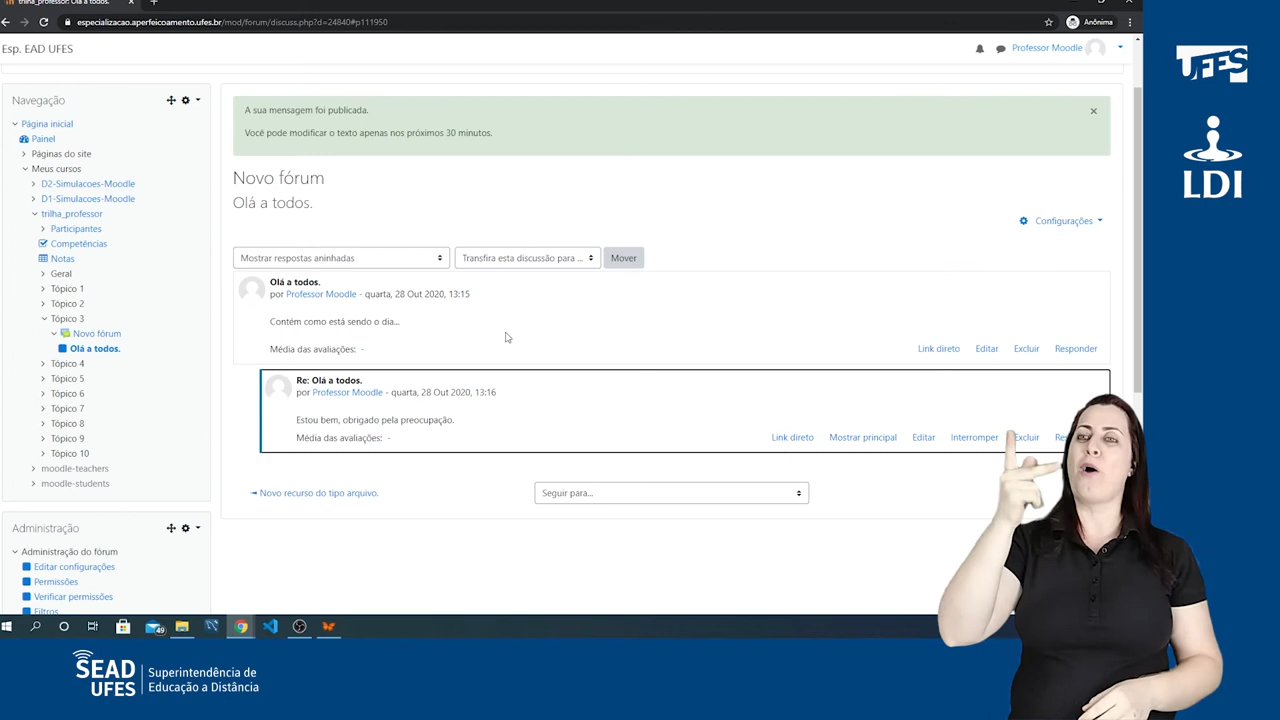 trilha_professor: Olá a todos.
especializacao.aperfeicoamento.ufes.br/mod/forum/discuss.php?d=24840#p111950
Anônima
Esp. EAD UFES
Professor Moodle
UFES
LDI
Navegação
Página inicial
Painel
Páginas do site
Meus cursos
D2-Simulacoes-Moodle
D1-Simulacoes-Moodle
trilha_professor
Participantes
Competências
Notas
Geral
Tópico 1
Tópico 2
Tópico 3
Novo fórum
Olá a todos.
Tópico 4
Tópico 5
Tópico 6
Tópico 7
Tópico 8
Tópico 9
Tópico 10
moodle-teachers
moodle-students
Administração
Administração do fórum
Editar configurações
Permissões
Verificar permissões
Filtros
A sua mensagem foi publicada.
Você pode modificar o texto apenas nos próximos 30 minutos.
Novo fórum
Olá a todos.
Configurações
Mostrar respostas aninhadas
Transfira esta discussão para ...
Mover
Olá a todos.
por Professor Moodle - quarta, 28 Out 2020, 13:15
Contém como está sendo o dia...
Média das avaliações: -
Link direto Editar Excluir Responder
Re: Olá a todos.
por Professor Moodle - quarta, 28 Out 2020, 13:16
Estou bem, obrigado pela preocupação.
Média das avaliações: -
Link direto Mostrar principal Editar Interromper Excluir
◄ Novo recurso do tipo arquivo.
Seguir para...
49
SEAD UFES
Superintendência de
Educação a Distância